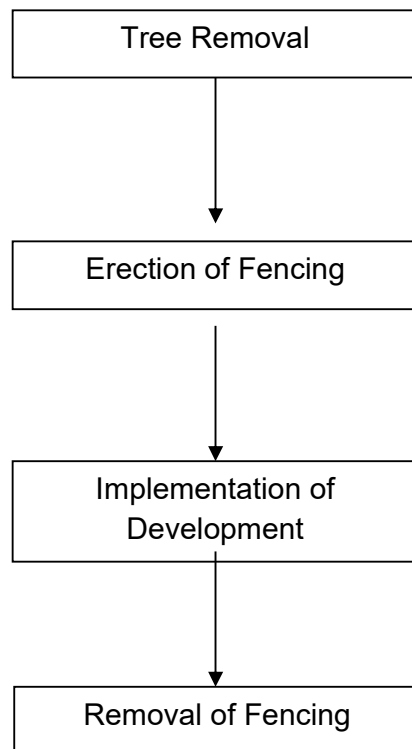 Tree Removal
Erection of Fencing
Implementation of
Development
Removal of Fencing